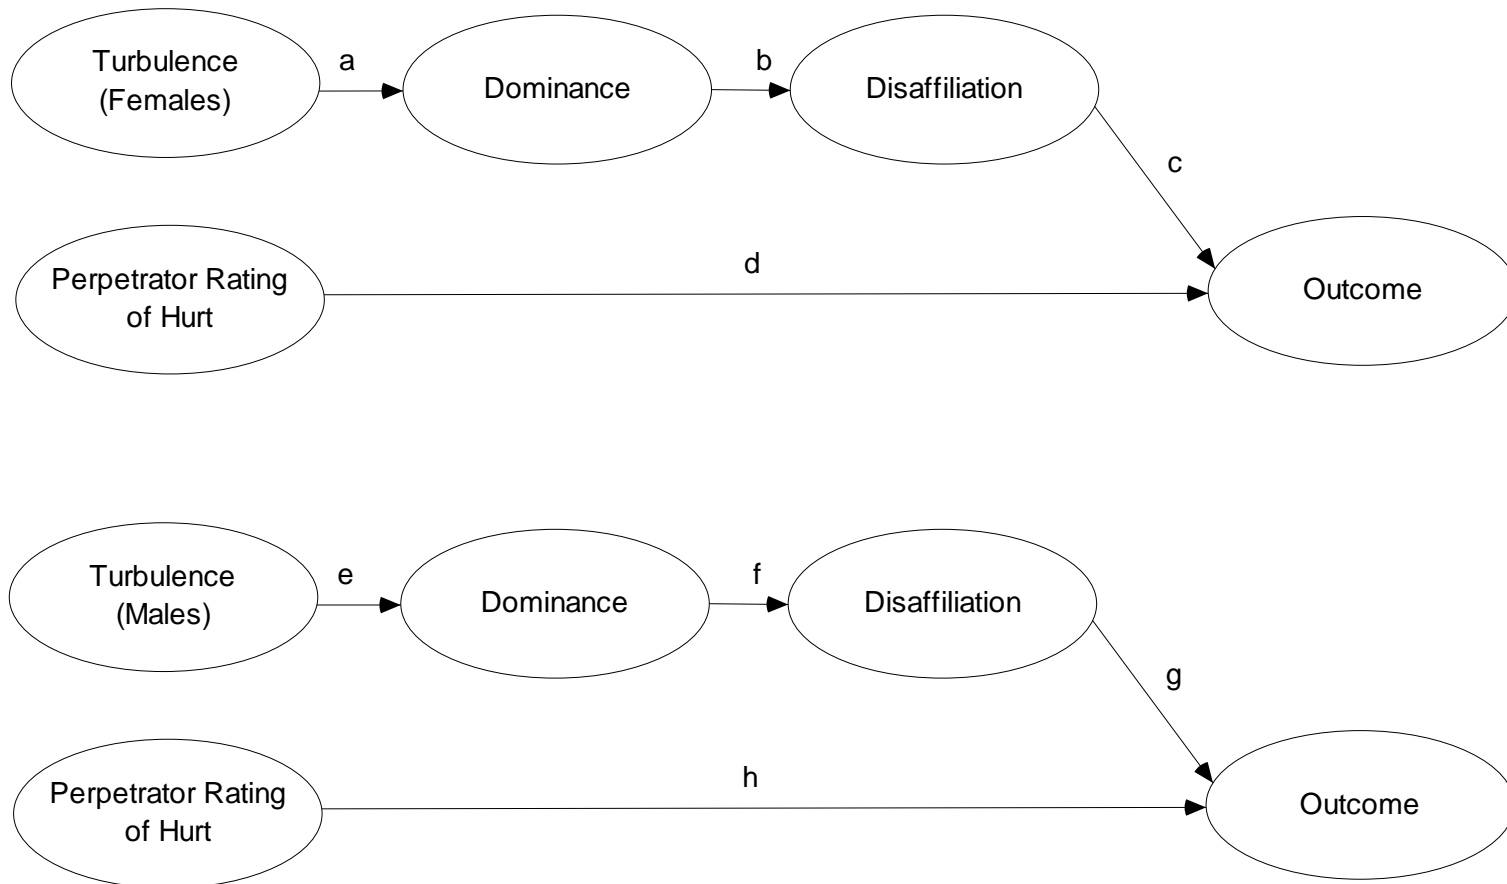 Turbulence
(Females)
a
Dominance
b
Disaffiliation
c
Perpetrator Rating
of Hurt
d
Outcome
Turbulence
(Males)
e
Dominance
f
Disaffiliation
g
Perpetrator Rating
of Hurt
h
Outcome